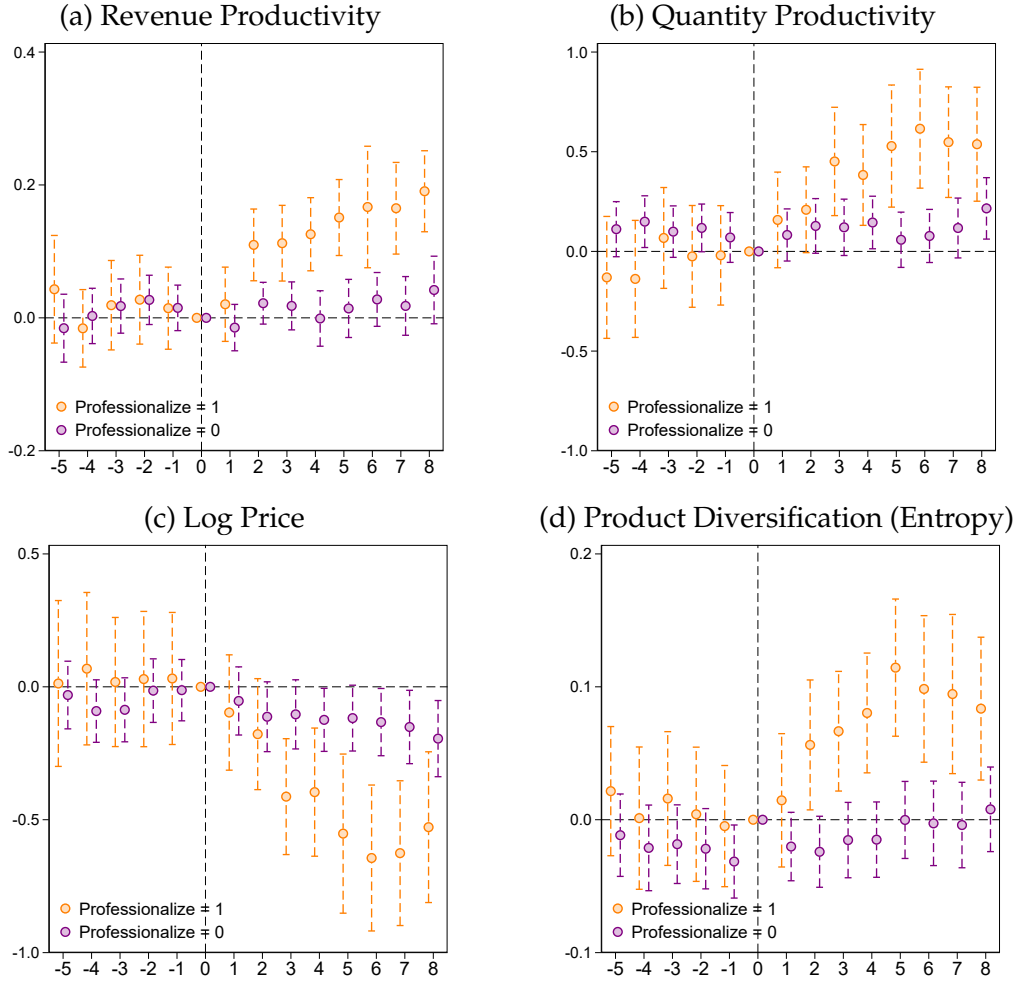 (a) Revenue Productivity
0.4
0.2
0.0
-0.2
Professionalize = 1
Professionalize = 0
-5 -4 -3 -2 -1 0 1 2 3 4 5 6 7 8
(b) Quantity Productivity
1.0
0.5
0.0
-0.5
-1.0
Professionalize = 1
Professionalize = 0
-5 -4 -3 -2 -1 0 1 2 3 4 5 6 7 8
(c) Log Price
0.5
0.0
-0.5
-1.0
Professionalize = 1
Professionalize = 0
-5 -4 -3 -2 -1 0 1 2 3 4 5 6 7 8
(d) Product Diversification (Entropy)
0.2
0.1
0.0
-0.1
Professionalize = 1
Professionalize = 0
-5 -4 -3 -2 -1 0 1 2 3 4 5 6 7 8